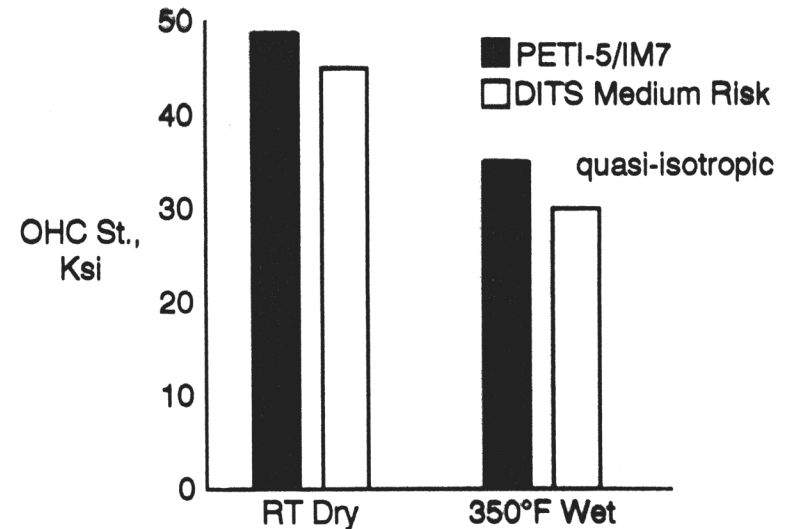 50
40
30
20
10
0
OHC St.,
Ksi
PETI-5/IM7
DITS Medium Risk
quasi-isotropic
RT Dry
350°F Wet